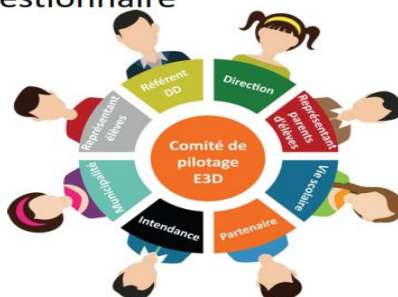 estionnaire
Référent
DD
Direction
Représentant
parents
d'élèves
Vie scolaire
Partenaire
Intendance
Municipalité
Représentant
élèves
Comité de
pilotage
E3D